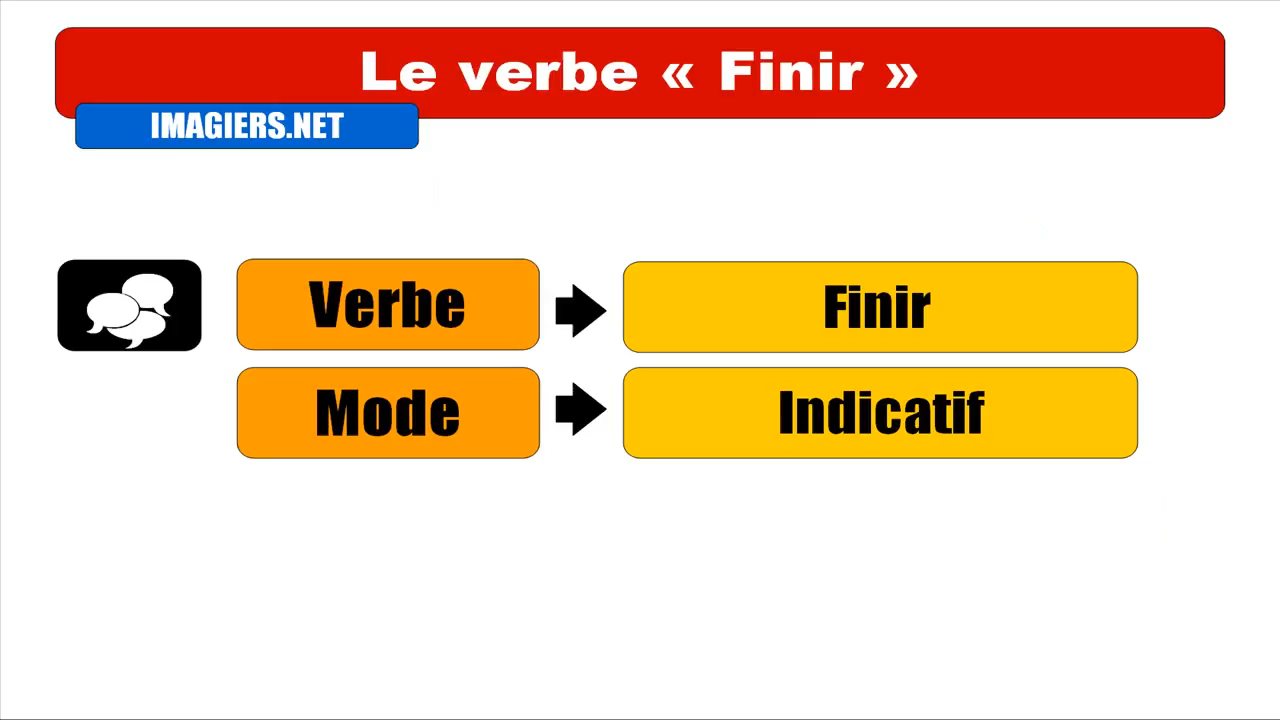 Le verbe « Finir »
IMAGIERS.NET
Verbe
Finir
Mode
Indicatif